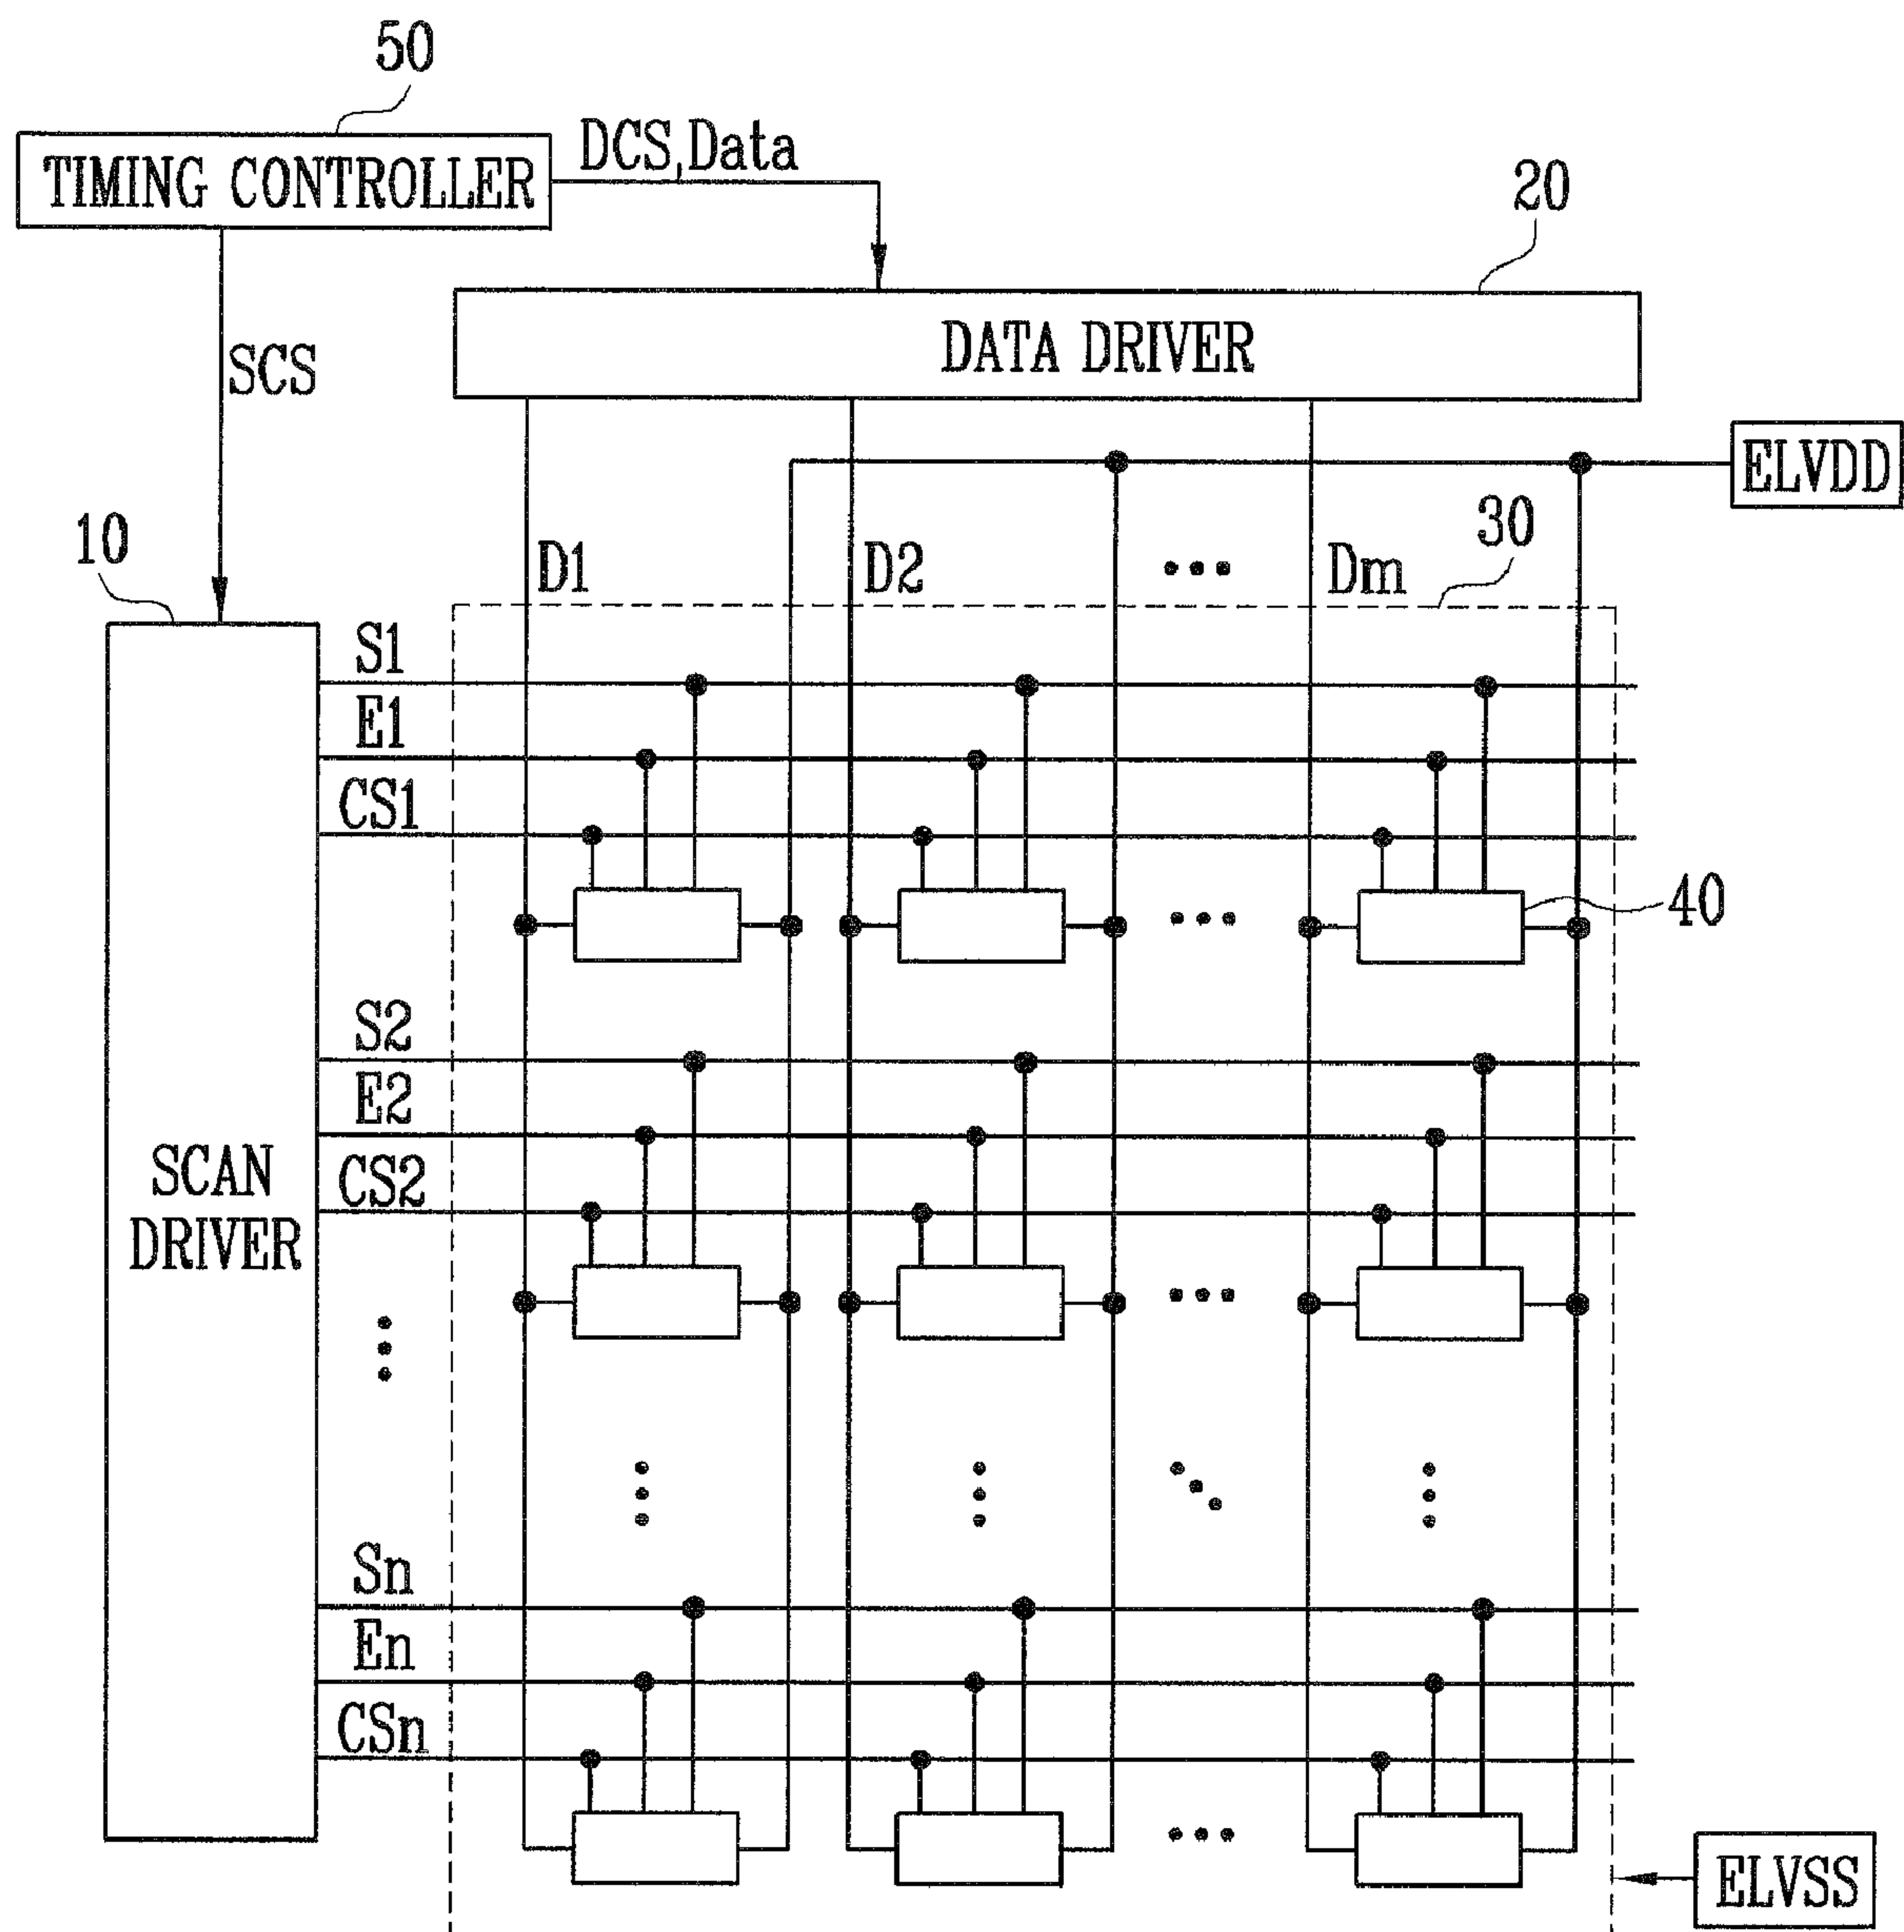 50
TIMING CONTROLLER
DCS,Data
20
DATA DRIVER
SCS
ELVDD
10
30
D1
D2
Dm
S1
E1
CS1
40
S2
E2
CS2
SCAN
DRIVER
Sn
En
CSn
ELVSS